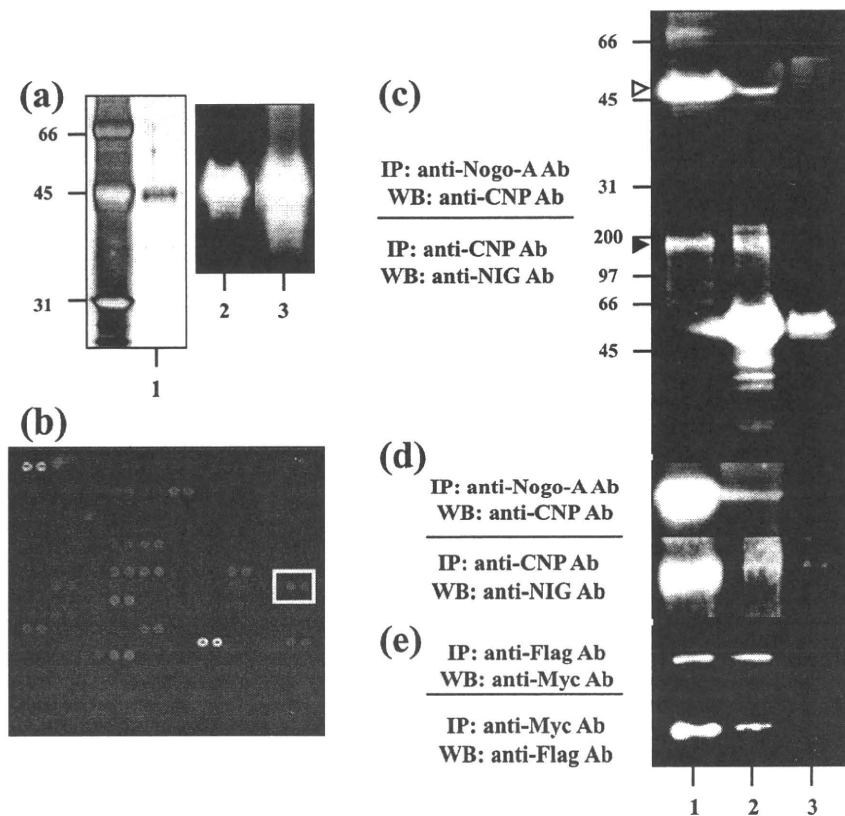 (a)
66
45
31
1
2
3
(b)
(c)
IP: anti-Nogo-A Ab
WB: anti-CNP Ab
IP: anti-CNP Ab
WB: anti-NIG Ab
66
45
31
200
97
66
45
(d)
IP: anti-Nogo-A Ab
WB: anti-CNP Ab
IP: anti-CNP Ab
WB: anti-NIG Ab
(e)
IP: anti-Flag Ab
WB: anti-Myc Ab
IP: anti-Myc Ab
WB: anti-Flag Ab
1
2
3